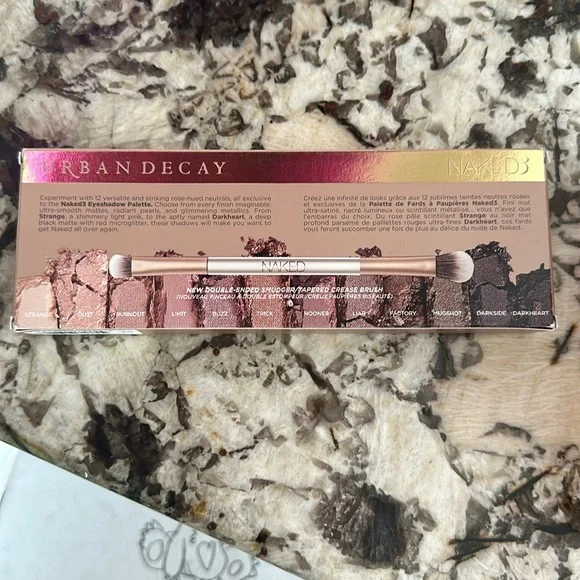 URBAN DECAY
NAKED3
Experiment with 12 versatile and striking rose-hued neutrals, all exclusive
to the Naked3 Eyeshadow Palette. Choose from every finish imaginable:
ultra-smooth mattes, radiant pearls, and glimmering metallics. From
Strange, a shimmery light pink, to the aptly named Darkheart, a deep
black matte with red microglitter, these shadows will make you want to
get Naked all over again.
Créez une infinité de looks grâce aux 12 sublimes teintes neutres rosées
et exclusives de la Palette de Fards à Paupières Naked3. Fini mat
ultra-satiné, nacré lumineux ou scintillant métallisé... vous n'avez que
l'embarras du choix. Du rose pâle scintillant Strange au noir mat
profond parsemé de paillettes rouges ultra-fines Darkheart, ces Fards
vous feront succomber une fois de plus au délice du nude de Naked.
NAKED
NEW DOUBLE-ENDED SMUDGER/TAPERED CREASE BRUSH
(NOUVEAU PINCEAU À DOUBLE ESTOMPEUR/CREUX PAUPIÈRES BISEAUTÉ)
STRANGE DUST BURNOUT LIMIT BUZZ TRICK NOONER LIAR FACTORY MUGSHOT DARKSIDE DARKHEART